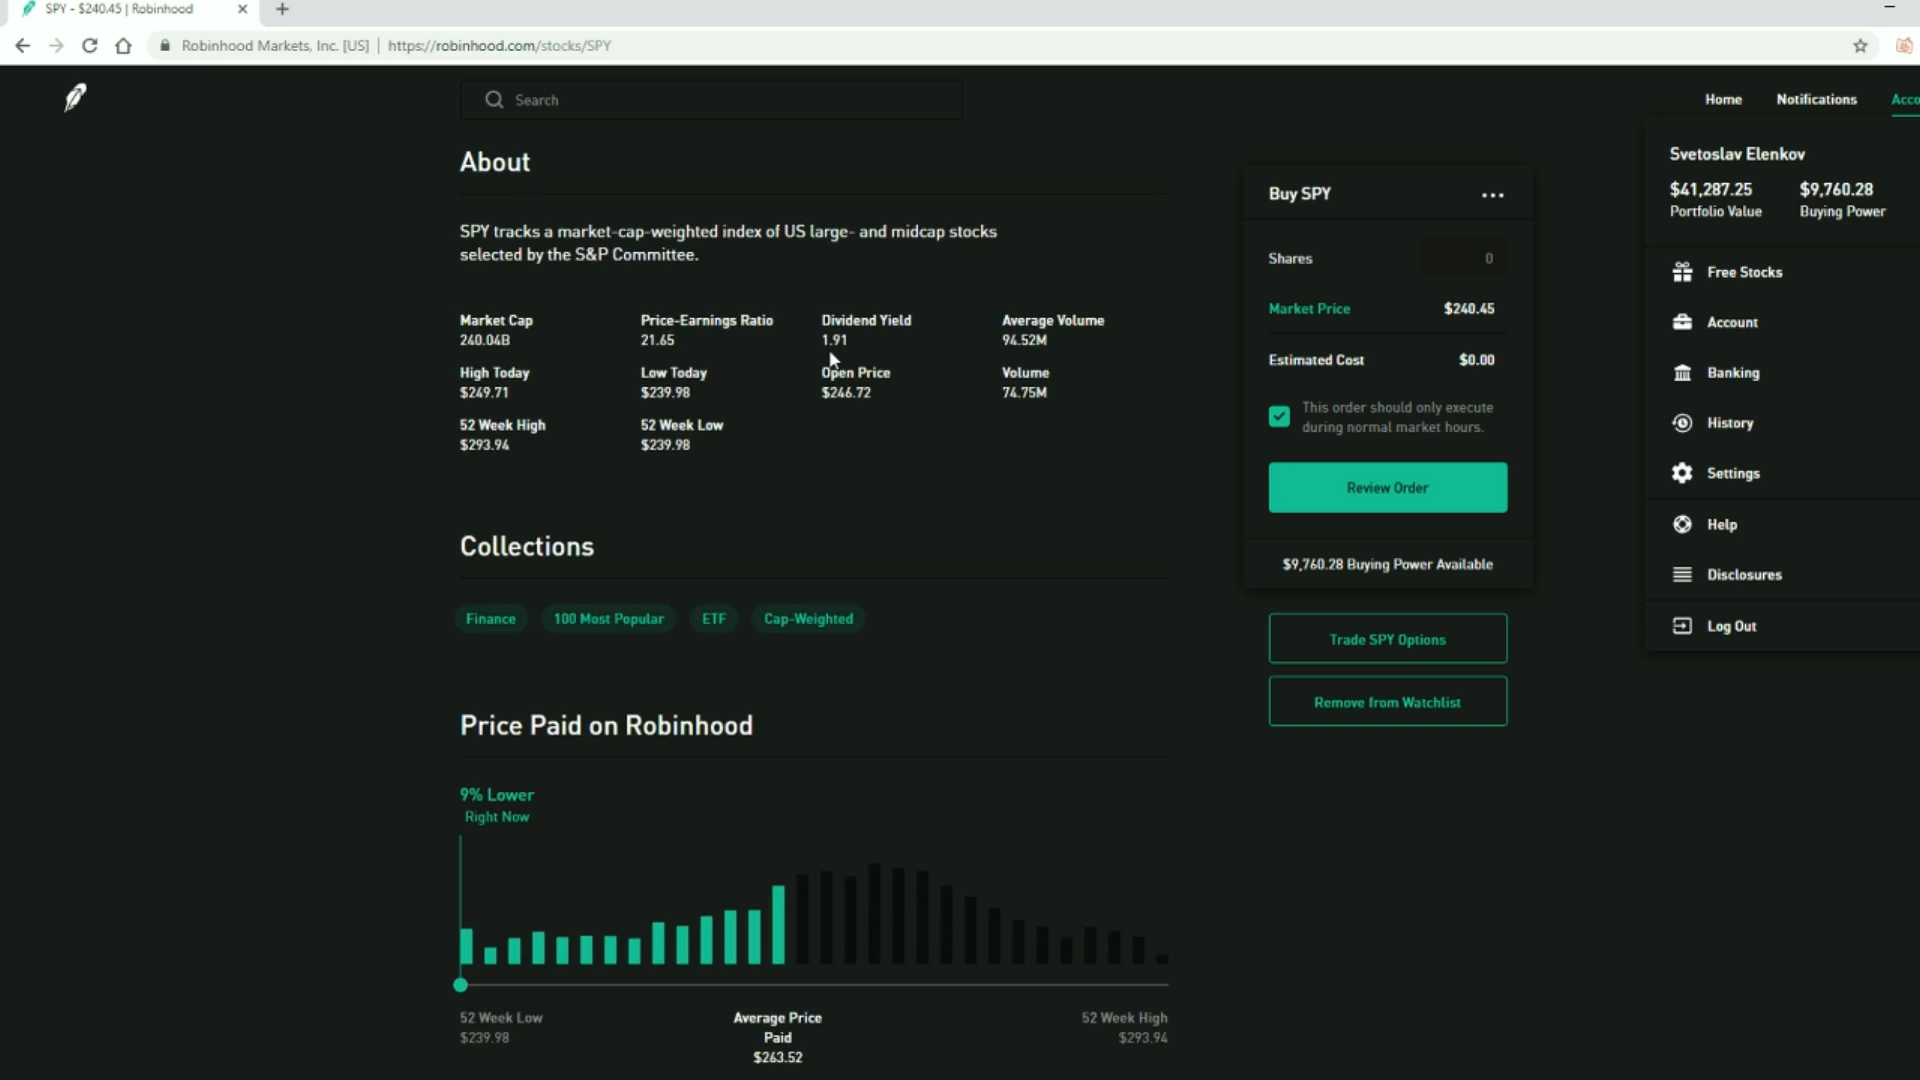 SPY - $240.45 | Robinhood
Robinhood Markets, Inc. [US] | https://robinhood.com/stocks/SPY
Search
Home Notifications Acco
About
SPY tracks a market-cap-weighted index of US large- and midcap stocks
selected by the S&P Committee.
Market Cap Price-Earnings Ratio Dividend Yield Average Volume
240.04B 21.65 1.91 94.52M
High Today Low Today Open Price Volume
$249.71 $239.98 $246.72 74.75M
52 Week High 52 Week Low
$293.94 $239.98
Collections
Finance 100 Most Popular ETF Cap-Weighted
Price Paid on Robinhood
9% Lower
Right Now
52 Week Low Average Price 52 Week High
$239.98 Paid $293.94
$263.52
Buy SPY
Shares 0
Market Price $240.45
Estimated Cost $0.00
This order should only execute
during normal market hours.
Review Order
$9,760.28 Buying Power Available
Trade SPY Options
Remove from Watchlist
Svetoslav Elenkov
$41,287.25 $9,760.28
Portfolio Value Buying Power
Free Stocks
Account
Banking
History
Settings
Help
Disclosures
Log Out